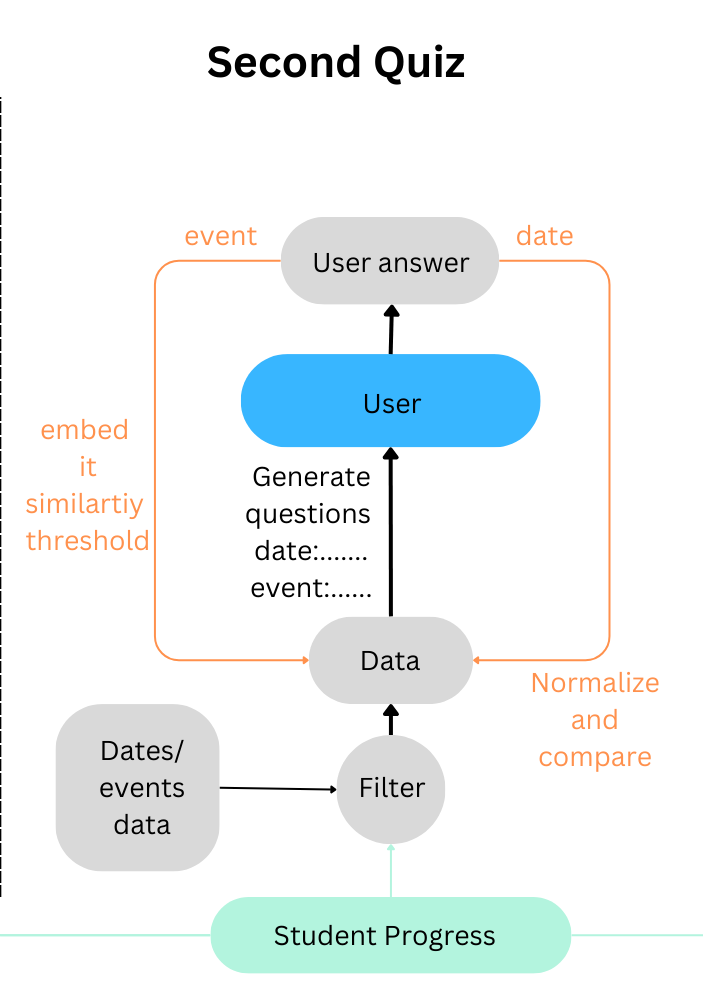 Second Quiz
event
date
User answer
User
embed
it
similartiy
threshold
Generate
questions
date:.......
event:......
Data
Normalize
and
compare
Dates/
events
data
Filter
Student Progress